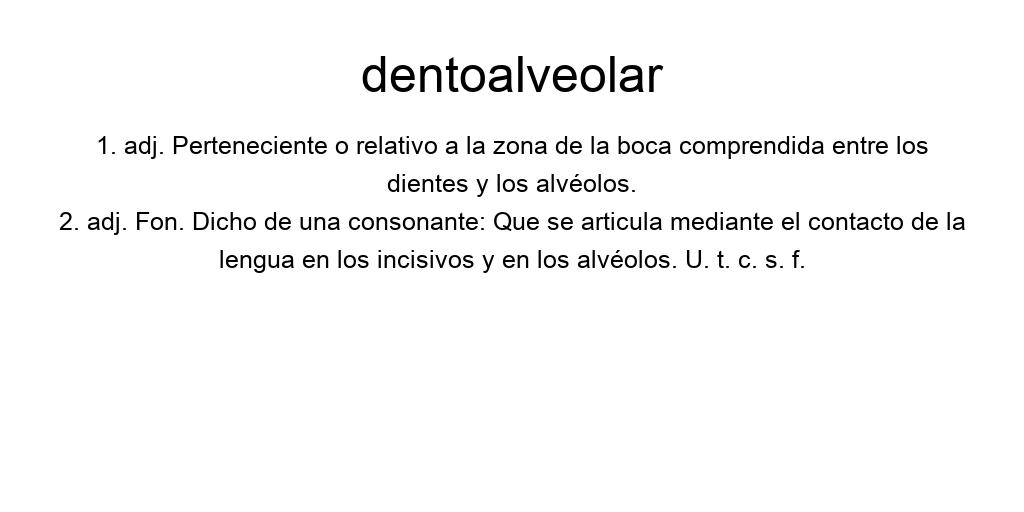 dentoalveolar
1. adj. Perteneciente o relativo a la zona de la boca comprendida entre los
dientes y los alvéolos.
2. adj. Fon. Dicho de una consonante: Que se articula mediante el contacto de la
lengua en los incisivos y en los alvéolos. U. t. c. s. f.